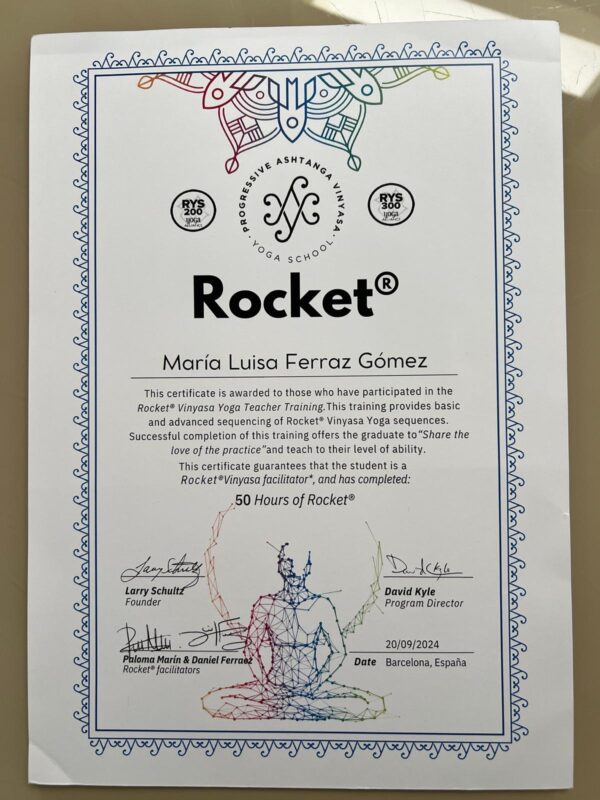 PROGRESSIVE ASHTANGA VINYASA
· YOGA SCHOOL ·
RYS
200
yoga
ALLIANCE
RYS
300
yoga
ALLIANCE
Rocket®
María Luisa Ferraz Gómez
This certificate is awarded to those who have participated in the
Rocket® Vinyasa Yoga Teacher Training.This training provides basic
and advanced sequencing of Rocket® Vinyasa Yoga sequences.
Successful completion of this training offers the graduate to“Share the
love of the practice”and teach to their level of ability.
This certificate guarantees that the student is a
Rocket®Vinyasa facilitator*, and has completed:
50 Hours of Rocket®
Larry Schultz
Founder
David Kyle
Program Director
Paloma Marín & Daniel Ferraez
Rocket® facilitators
20/09/2024
Date Barcelona, España